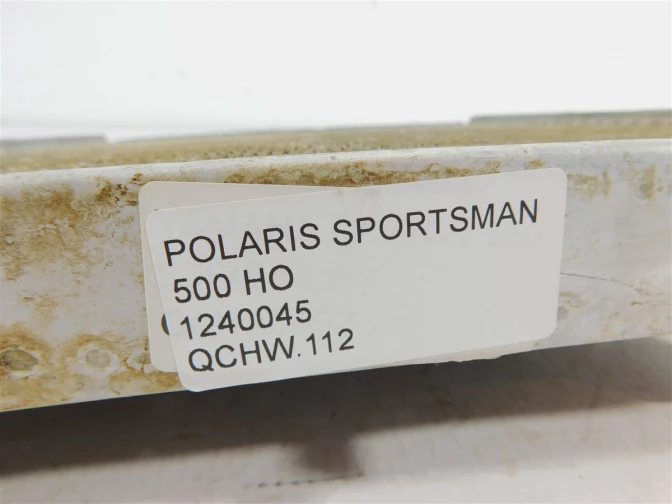 POLARIS SPORTSMAN
500 HO
1240045
QCHW.112